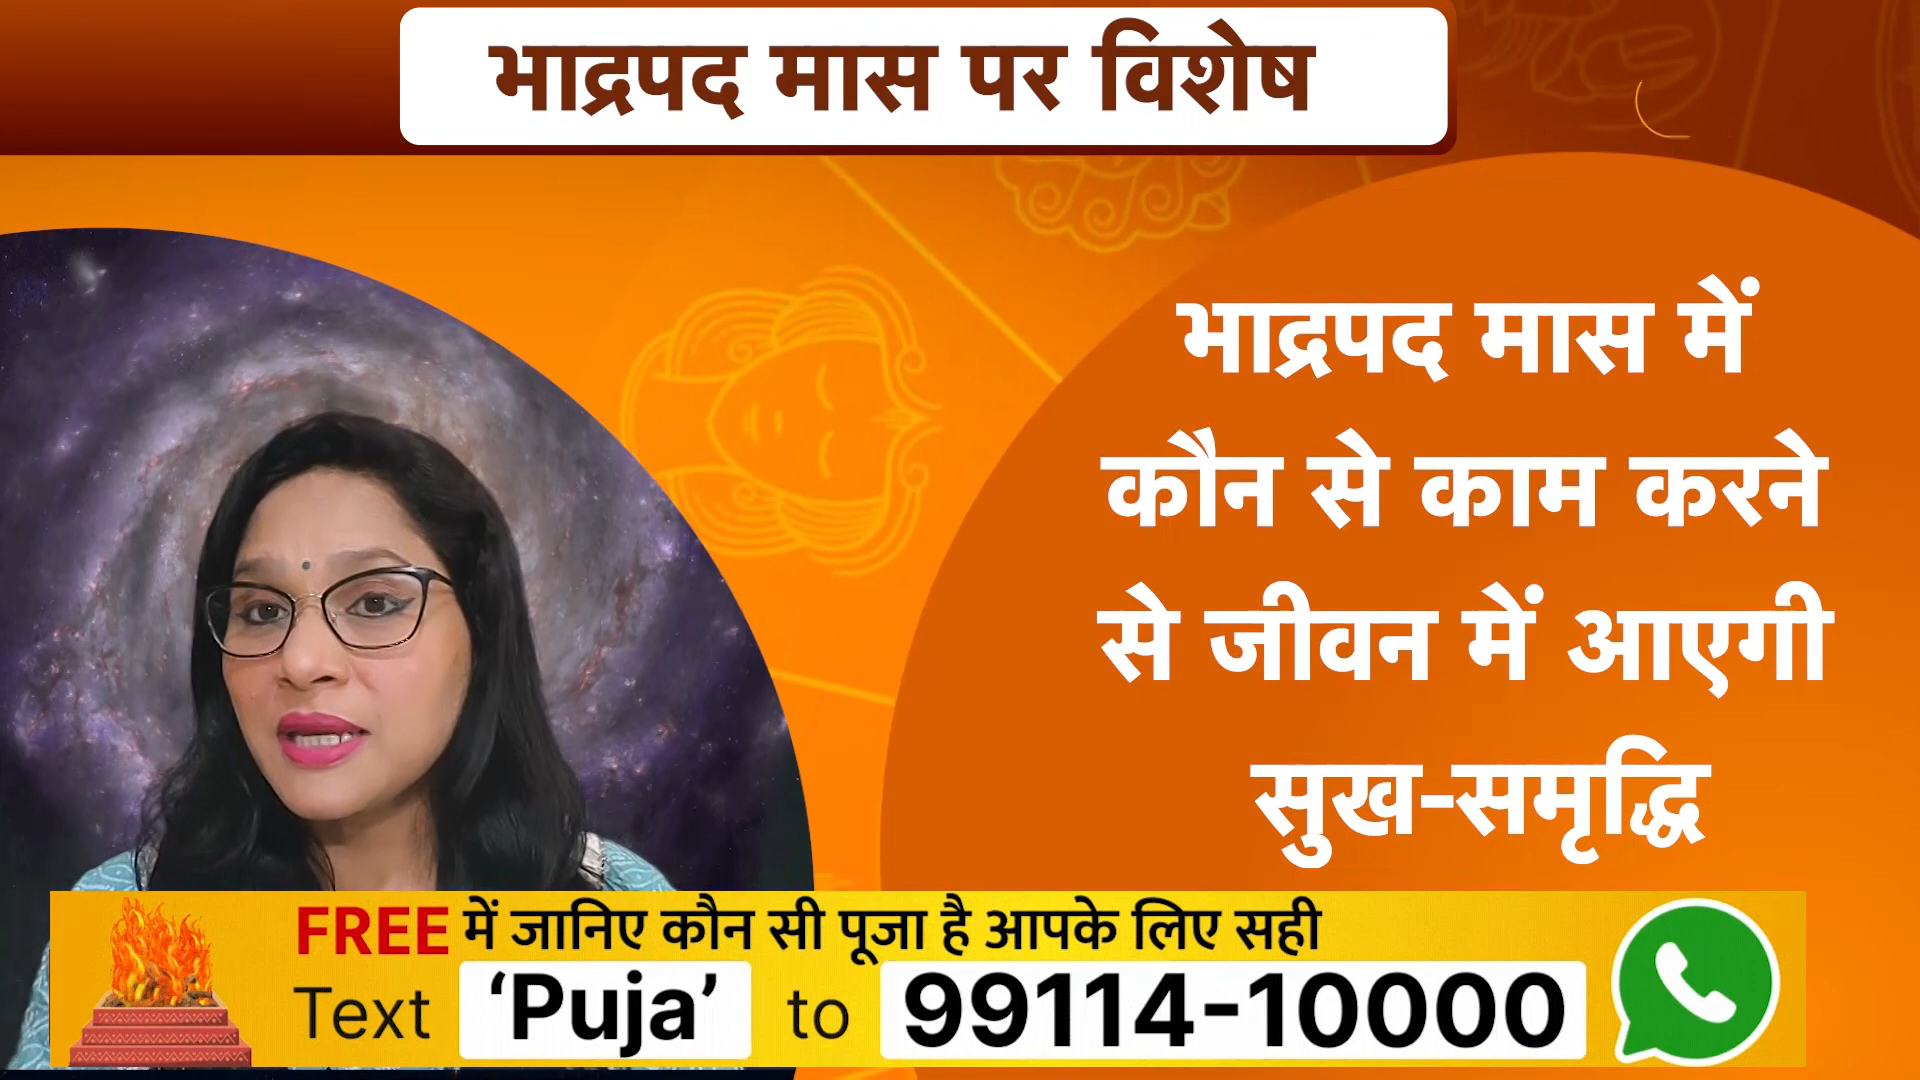 भाद्रपद मास पर विशेष
भाद्रपद मास में
कौन से काम करने
से जीवन में आएगी
सुख-समृद्धि
FREE में जानिए कौन सी पूजा है आपके लिए सही
Text ‘Puja’ to 99114-10000